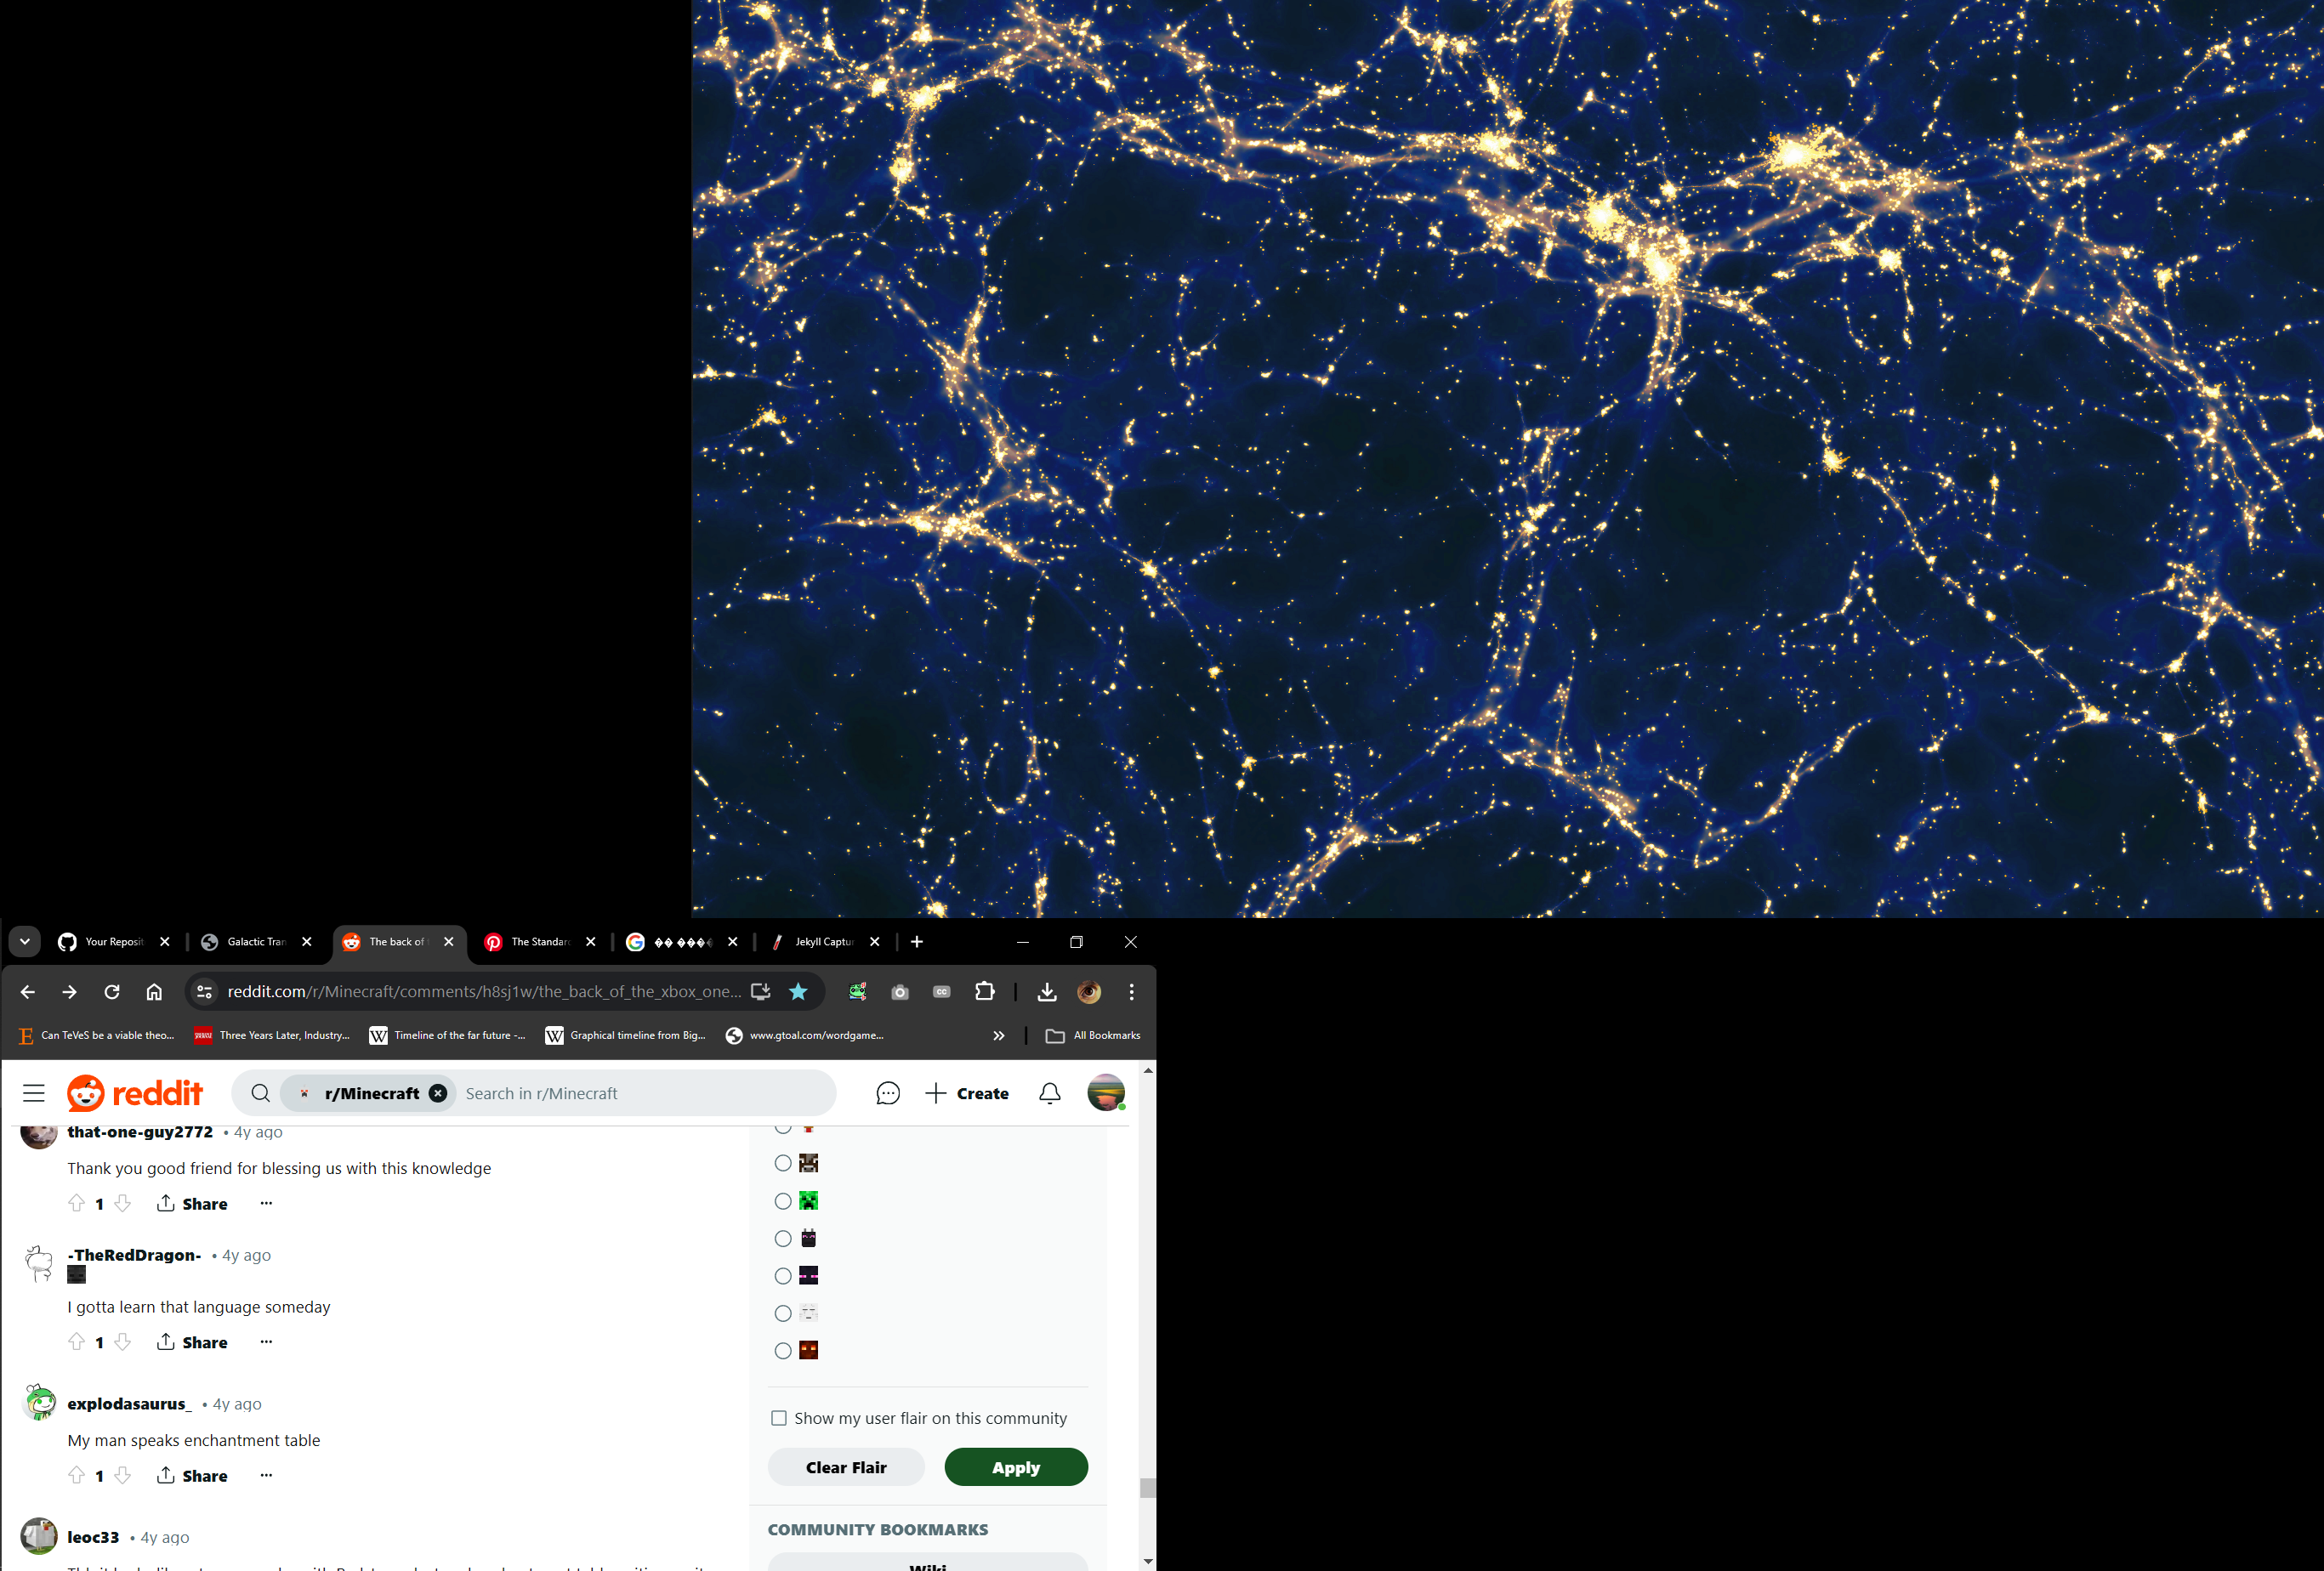 Your Reposit
Galactic Tran
The back of
The Standar
Jekyll Captu
reddit.com/r/Minecraft/comments/h8sj1w/the_back_of_the_xbox_one...
Can TeVeS be a viable theo...
Three Years Later, Industry...
Timeline of the far future -...
Graphical timeline from Big...
www.gtoal.com/wordgame...
All Bookmarks
reddit
r/Minecraft
Search in r/Minecraft
Create
that-one-guy2772 • 4y ago
Thank you good friend for blessing us with this knowledge
1 Share
-TheRedDragon- • 4y ago
I gotta learn that language someday
1 Share
explodasaurus_ • 4y ago
My man speaks enchantment table
1 Share
leoc33 • 4y ago
Show my user flair on this community
Clear Flair
Apply
COMMUNITY BOOKMARKS
Wiki